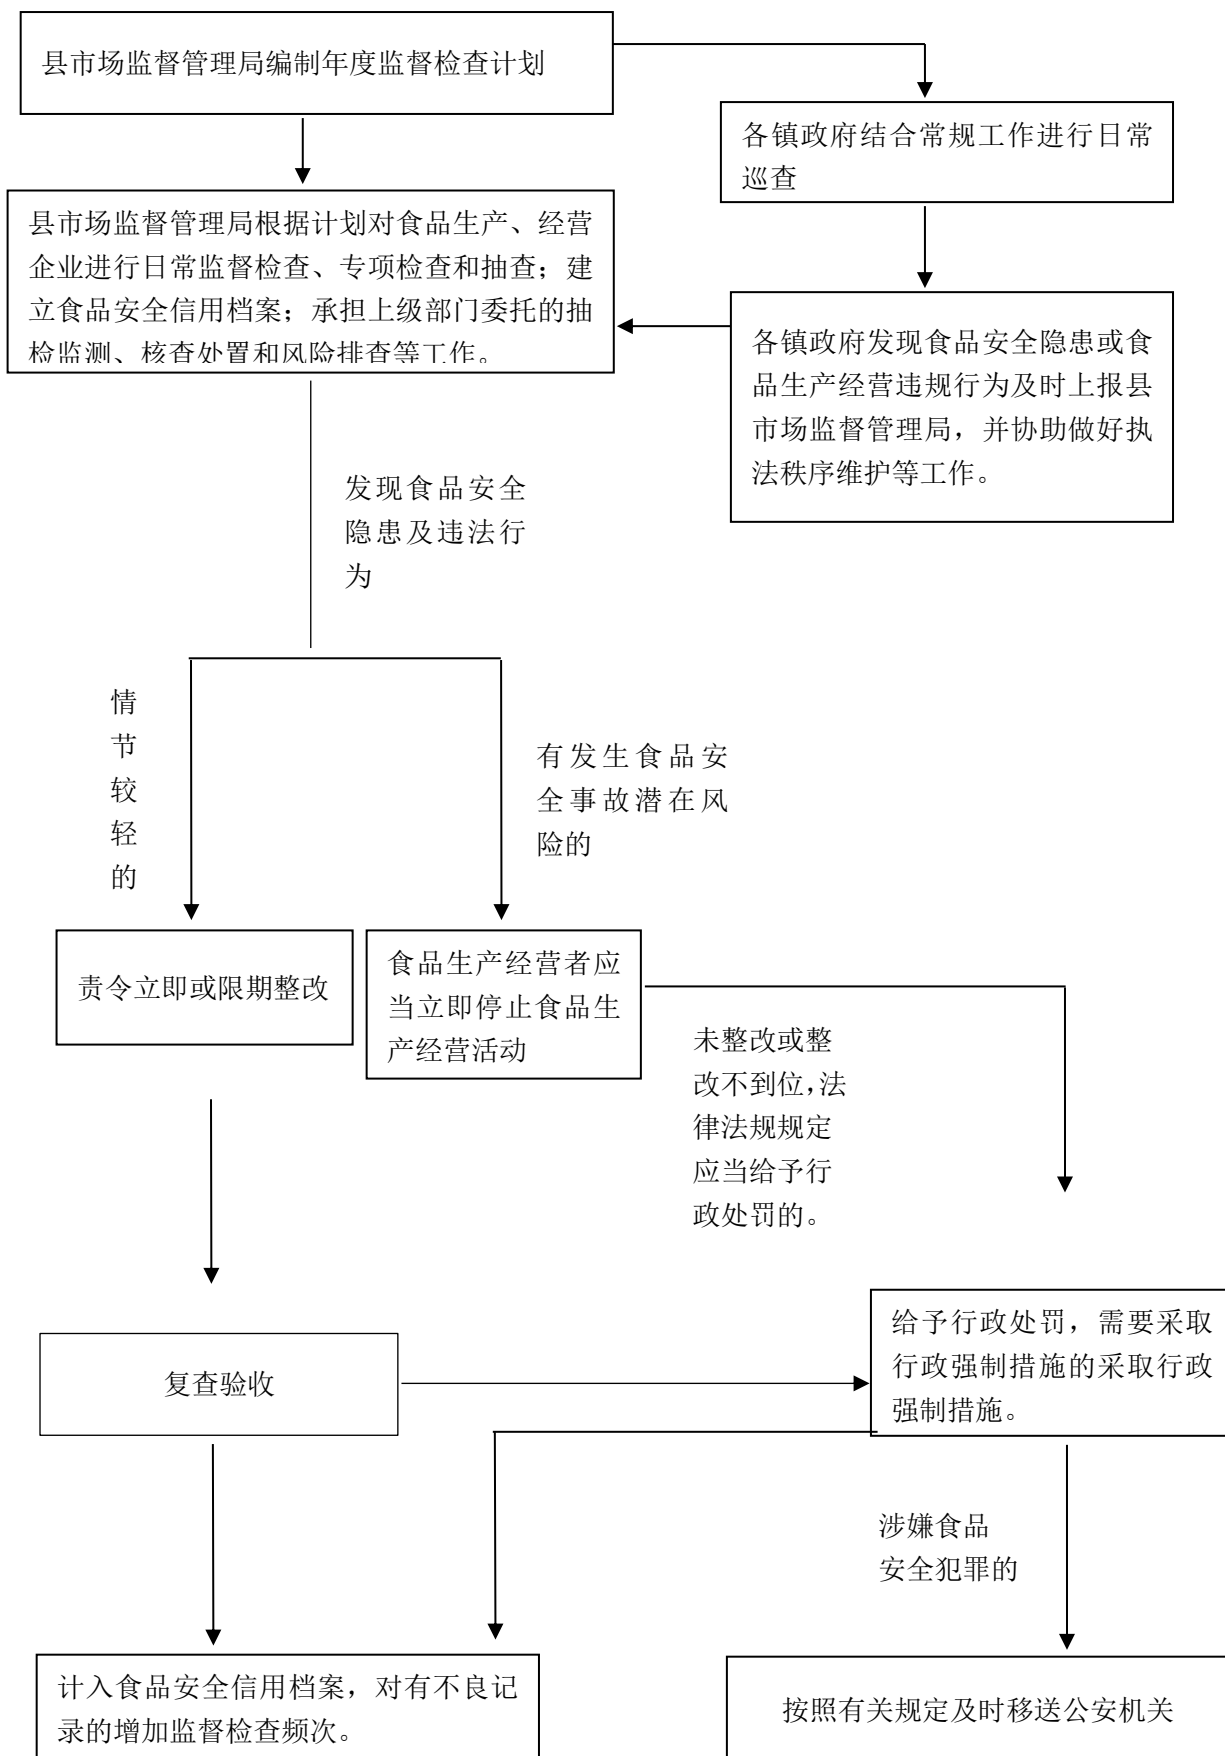 县市场监督管理局编制年度监督检查计划
各镇政府结合常规工作进行日常
巡查
县市场监督管理局根据计划对食品生产、经营
企业进行日常监督检查、专项检查和抽查；建
立食品安全信用档案；承担上级部门委托的抽
检监测、核查处置和风险排查等工作。
各镇政府发现食品安全隐患或食
品生产经营违规行为及时上报县
市场监督管理局，并协助做好执
法秩序维护等工作。
发现食品安全
隐患及违法行
为
情
节
较
轻
的
有发生食品安
全事故潜在风
险的
责令立即或限期整改
食品生产经营者应
当立即停止食品生
产经营活动
未整改或整
改不到位,法
律法规规定
应当给予行
政处罚的。
复查验收
给予行政处罚，需要采取
行政强制措施的采取行政
强制措施。
涉嫌食品
安全犯罪的
计入食品安全信用档案，对有不良记
录的增加监督检查频次。
按照有关规定及时移送公安机关